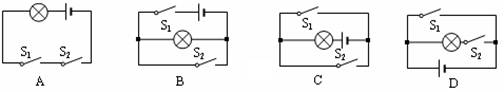 S₁ S₂ S₁ S₂ S₁ S₂ S₁ S₂
A B C D